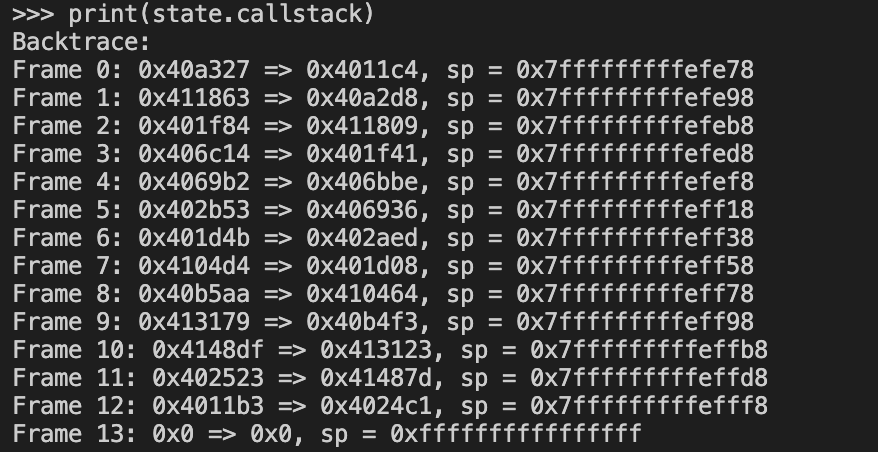 >>> print(state.callstack)
Backtrace:
Frame 0: 0x40a327 => 0x4011c4, sp = 0x7fffffffffefe78
Frame 1: 0x411863 => 0x40a2d8, sp = 0x7fffffffffefe98
Frame 2: 0x401f84 => 0x411809, sp = 0x7fffffffffefeb8
Frame 3: 0x406c14 => 0x401f41, sp = 0x7fffffffffefed8
Frame 4: 0x4069b2 => 0x406bbe, sp = 0x7fffffffffefef8
Frame 5: 0x402b53 => 0x406936, sp = 0x7fffffffffeff18
Frame 6: 0x401d4b => 0x402aed, sp = 0x7fffffffffeff38
Frame 7: 0x4104d4 => 0x401d08, sp = 0x7fffffffffeff58
Frame 8: 0x40b5aa => 0x410464, sp = 0x7fffffffffeff78
Frame 9: 0x413179 => 0x40b4f3, sp = 0x7fffffffffeff98
Frame 10: 0x4148df => 0x413123, sp = 0x7fffffffffeffb8
Frame 11: 0x402523 => 0x41487d, sp = 0x7fffffffffeffd8
Frame 12: 0x4011b3 => 0x4024c1, sp = 0x7fffffffffefff8
Frame 13: 0x0 => 0x0, sp = 0xffffffffffffffff